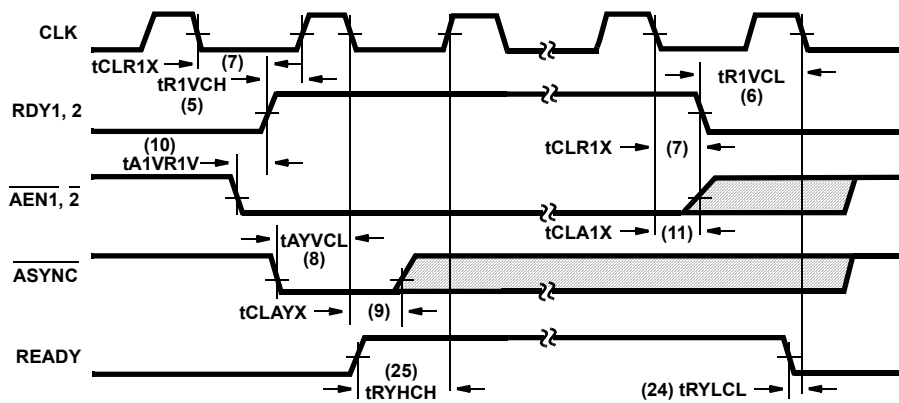 CLK
tCLR1X
(7)
tR1VCH
(5)
tR1VCL
(6)
RDY1, 2
(10)
tA1VR1V
tCLR1X
(7)
AEN1, 2
tAYVCL
(8)
tCLA1X
(11)
ASYNC
tCLAYX
(9)
READY
(25)
tRYHCH
(24) tRYLCL